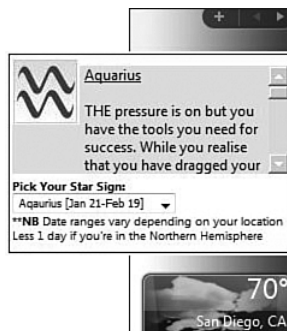 Aquarius
THE pressure is on but you
have the tools you need for
success. While you realise
that you have dragged your
Pick Your Star Sign:
Aqaurius [Jan 21-Feb 19]
**NB Date ranges vary depending on your location
Less 1 day if you're in the Northern Hemisphere
70°
San Diego, CA